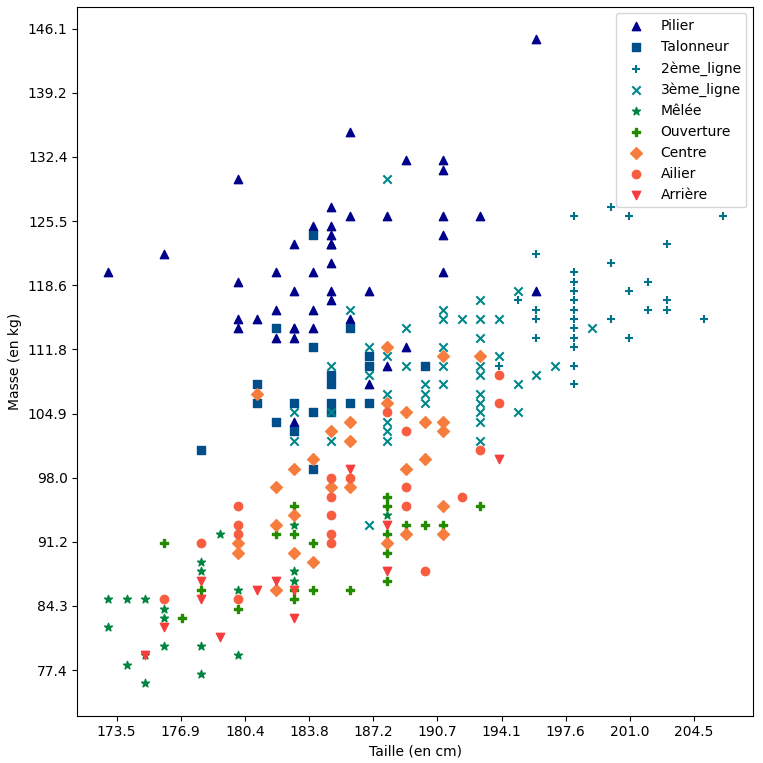 146.1
139.2
132.4
125.5
118.6
111.8
104.9
98.0
91.2
84.3
77.4
Masse (en kg)
173.5 176.9 180.4 183.8 187.2 190.7 194.1 197.6 201.0 204.5
Taille (en cm)
Pilier
Talonneur
2ème_ligne
3ème_ligne
Mêlée
Ouverture
Centre
Ailier
Arrière